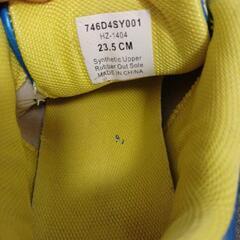 746D4SY001
HZ-1404
23.5 CM
Synthetic Upper
Rubber Out Sole
MADE IN CHINA